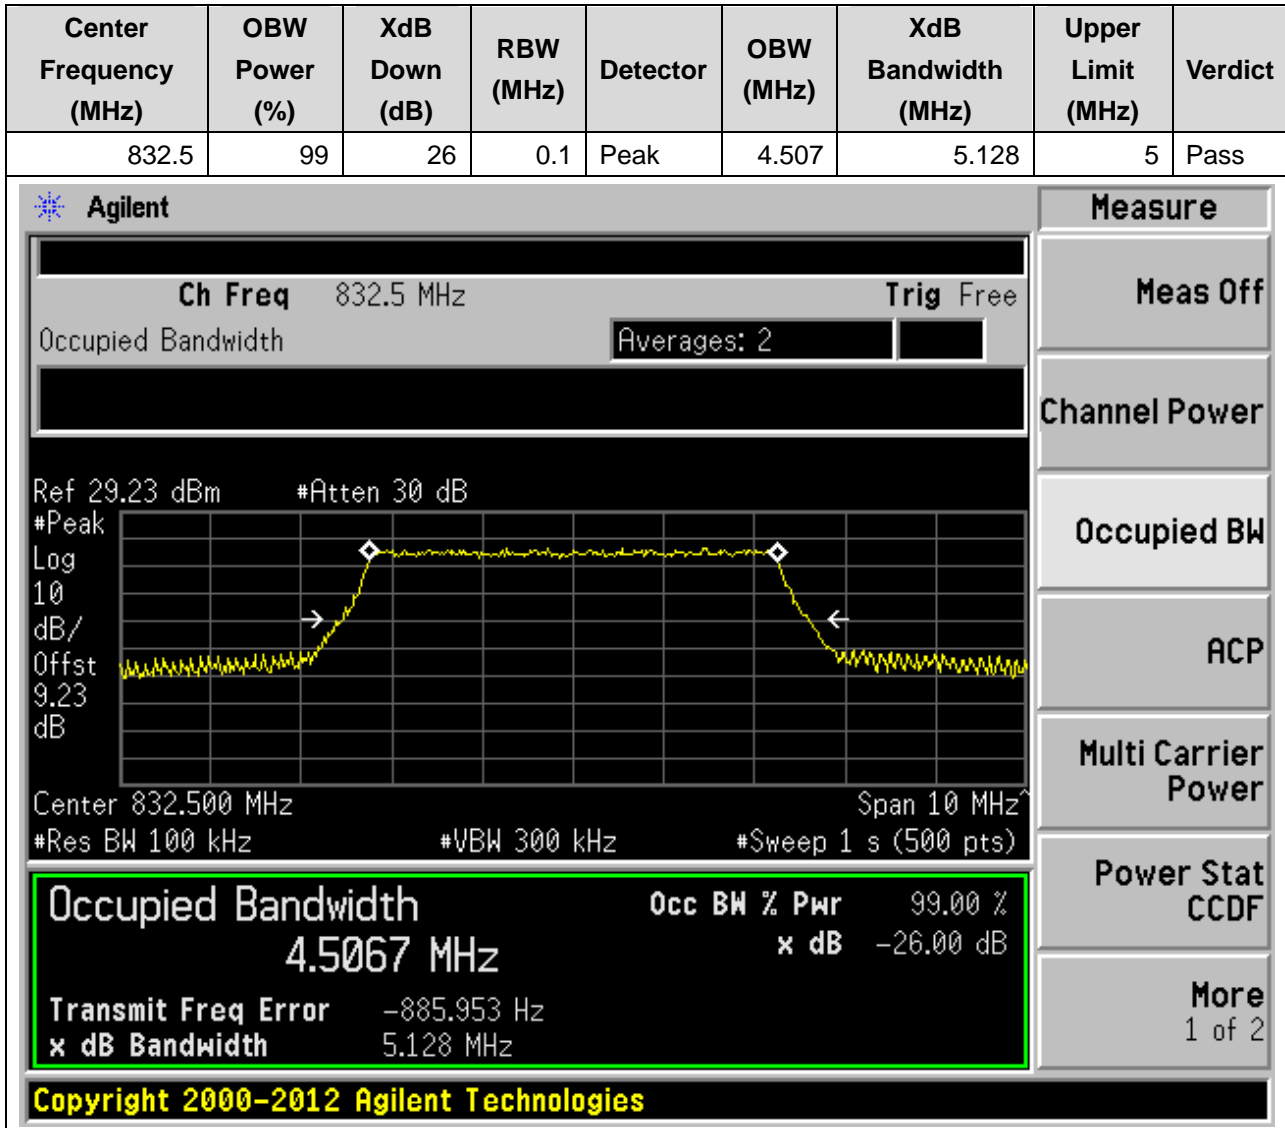 Center Frequency (MHz) OBW Power (%) XdB Down (dB) RBW (MHz) Detector OBW (MHz) XdB Bandwidth (MHz) Upper Limit (MHz) Verdict
832.5 99 26 0.1 Peak 4.507 5.128 5 Pass
Agilent
Measure
Ch Freq 832.5 MHz Trig Free
Occupied Bandwidth Averages: 2
Meas Off
Channel Power
Occupied BW
ACP
Multi Carrier
Power
Power Stat
CCDF
More
1 of 2
Ref 29.23 dBm #Atten 30 dB
#Peak
Log
10
dB/
Offst
9.23
dB
Center 832.500 MHz Span 10 MHz^
#Res BW 100 kHz #VBW 300 kHz #Sweep 1 s (500 pts)
Occupied Bandwidth Occ BW % Pwr 99.00 %
4.5067 MHz x dB -26.00 dB
Transmit Freq Error -885.953 Hz
x dB Bandwidth 5.128 MHz
Copyright 2000-2012 Agilent Technologies